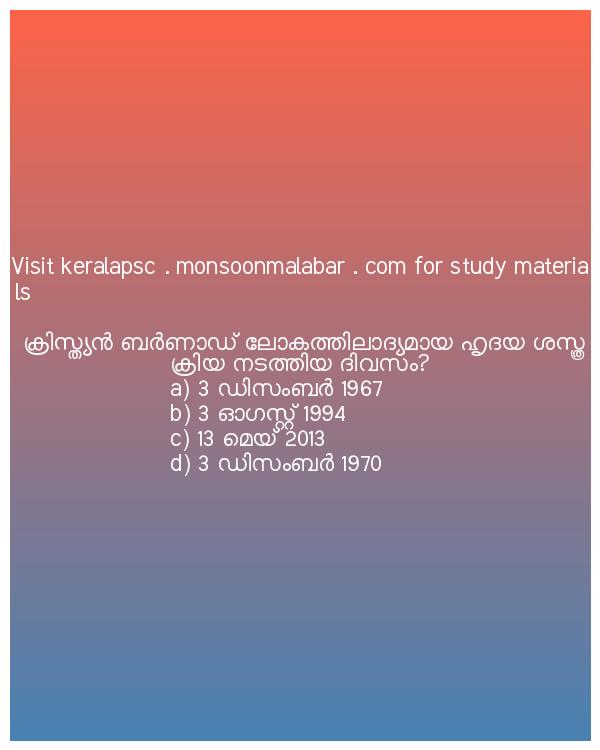 Visit keralapsc . monsoonmalabar . com for study materia
ls
ക്രിസ്ത്യൻ ബർണാഡ് ലോകത്തിലാദ്യമായ ഹൃദയ ശസ്ത്ര
ക്രിയ നടത്തിയ ദിവസം?
a) 3 ഡിസംബർ 1967
b) 3 ഓഗസ്റ്റ് 1994
c) 13 മെയ് 2013
d) 3 ഡിസംബർ 1970